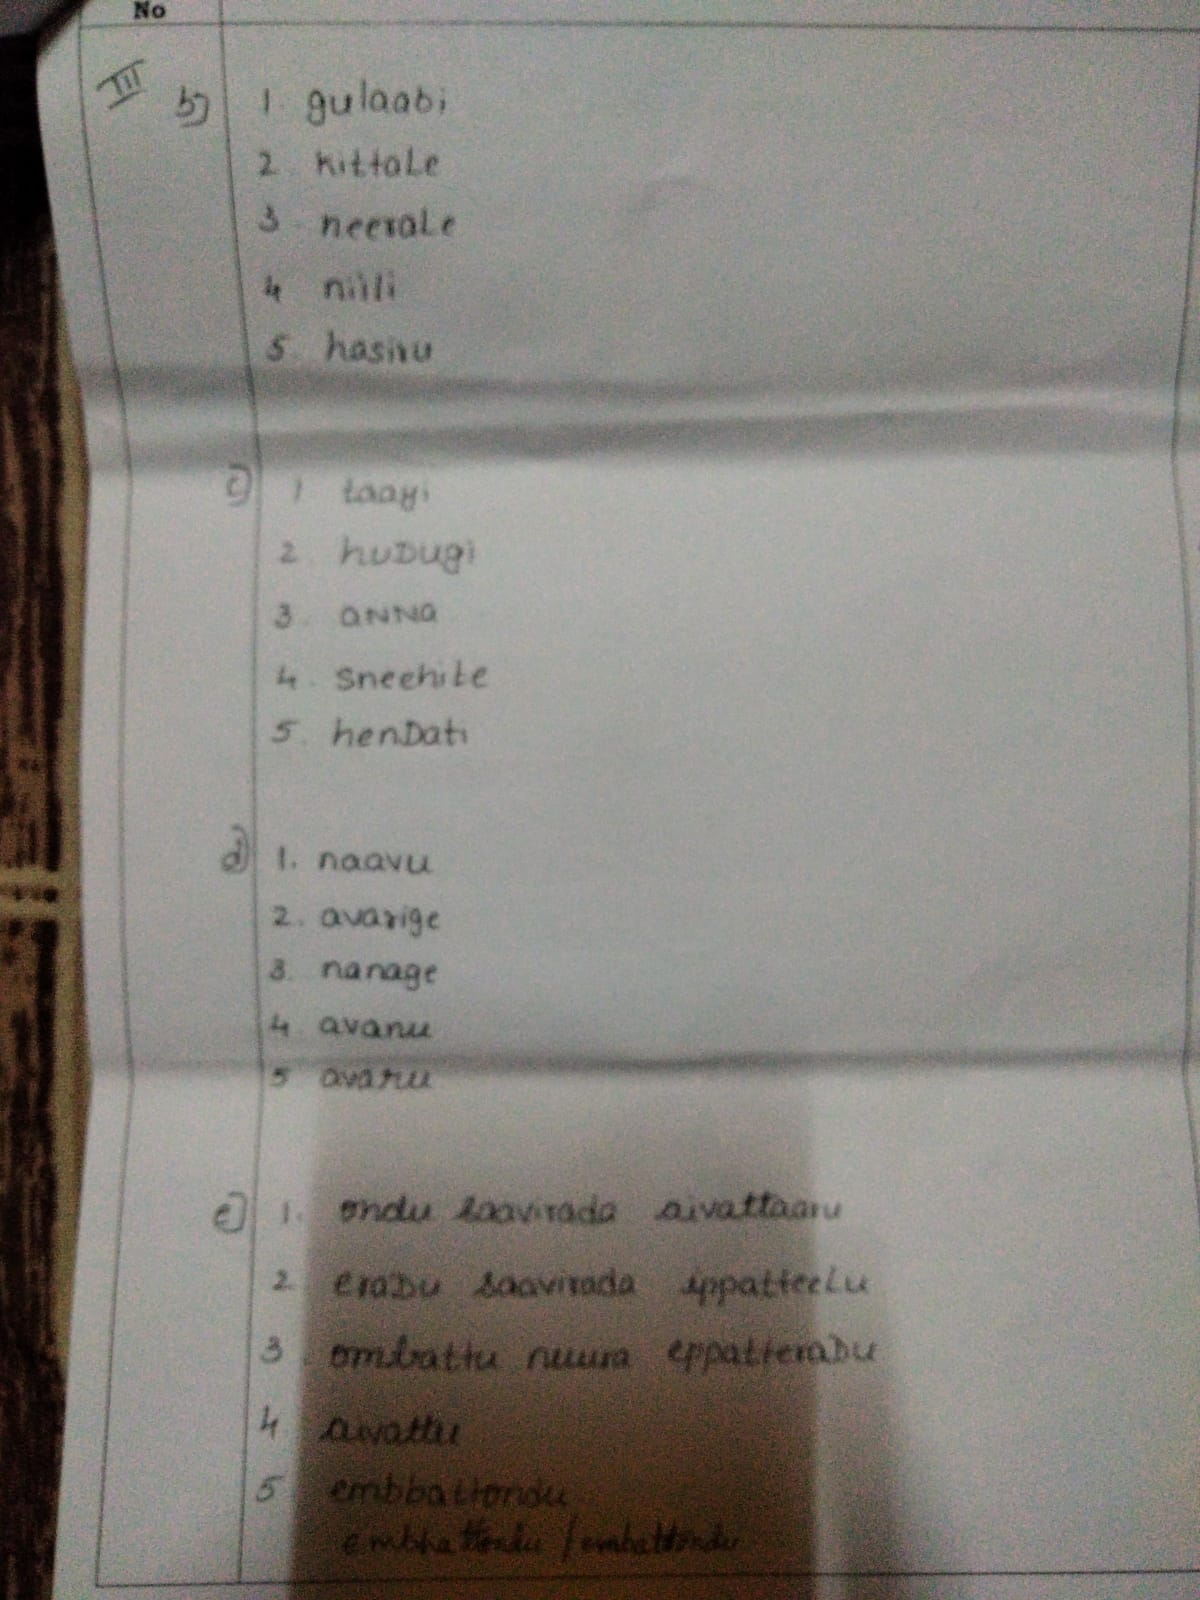 No
III b) 1. gulaabi
2. kittaLe
3. neeraLe
4 niili
5. hasiru
c) 1 taayi
2. huDugi
3. aNNa
4. sneehite
5. henDati
d) 1. naavu
2. avarige
3. nanage
4. avanu
5 avaru
e) 1. ondu saavirada aivattaaru
2 eraDu saavirada ippatteeLu
3. ombattu nuura eppatteraDu
4 aivattu
5 embbattondu
embhattondu / embattondu